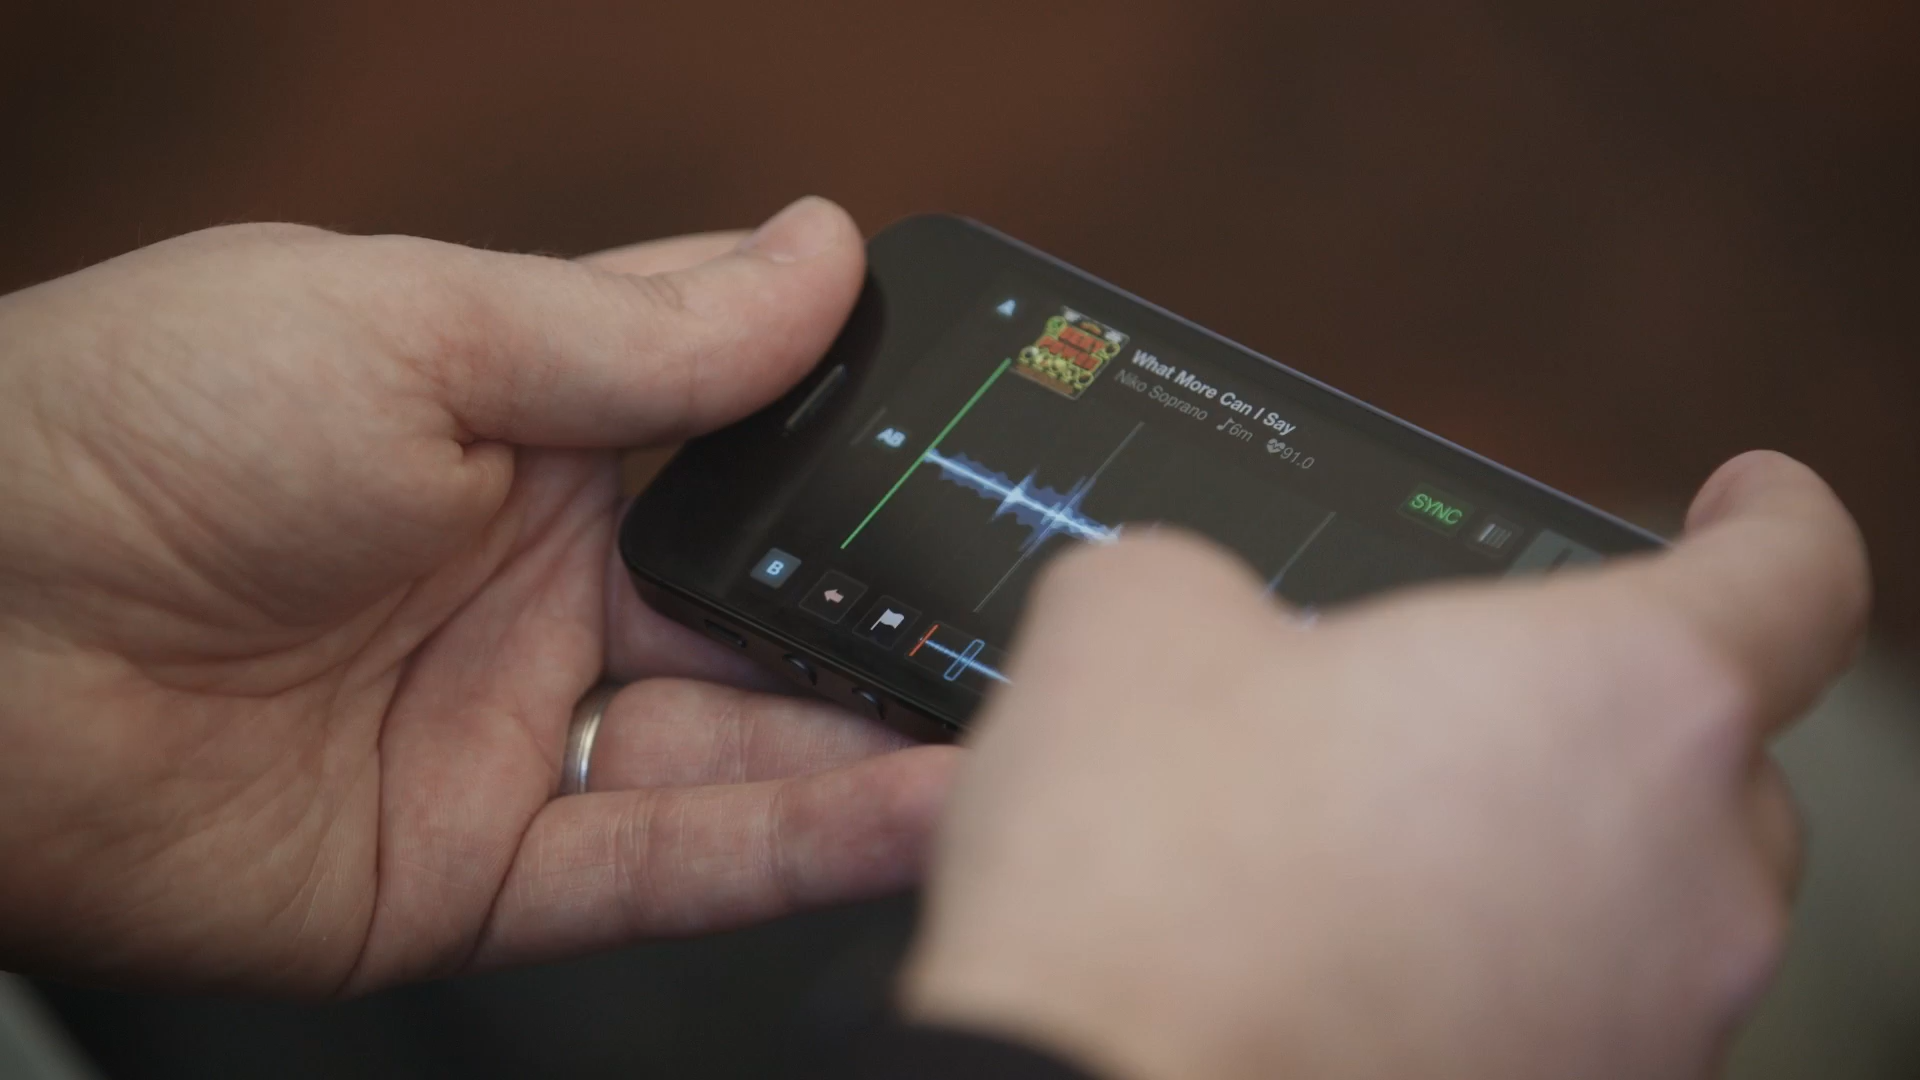 A
What More Can I Say
Niko Soprano ♪6m 91.0
AB
SYNC
B